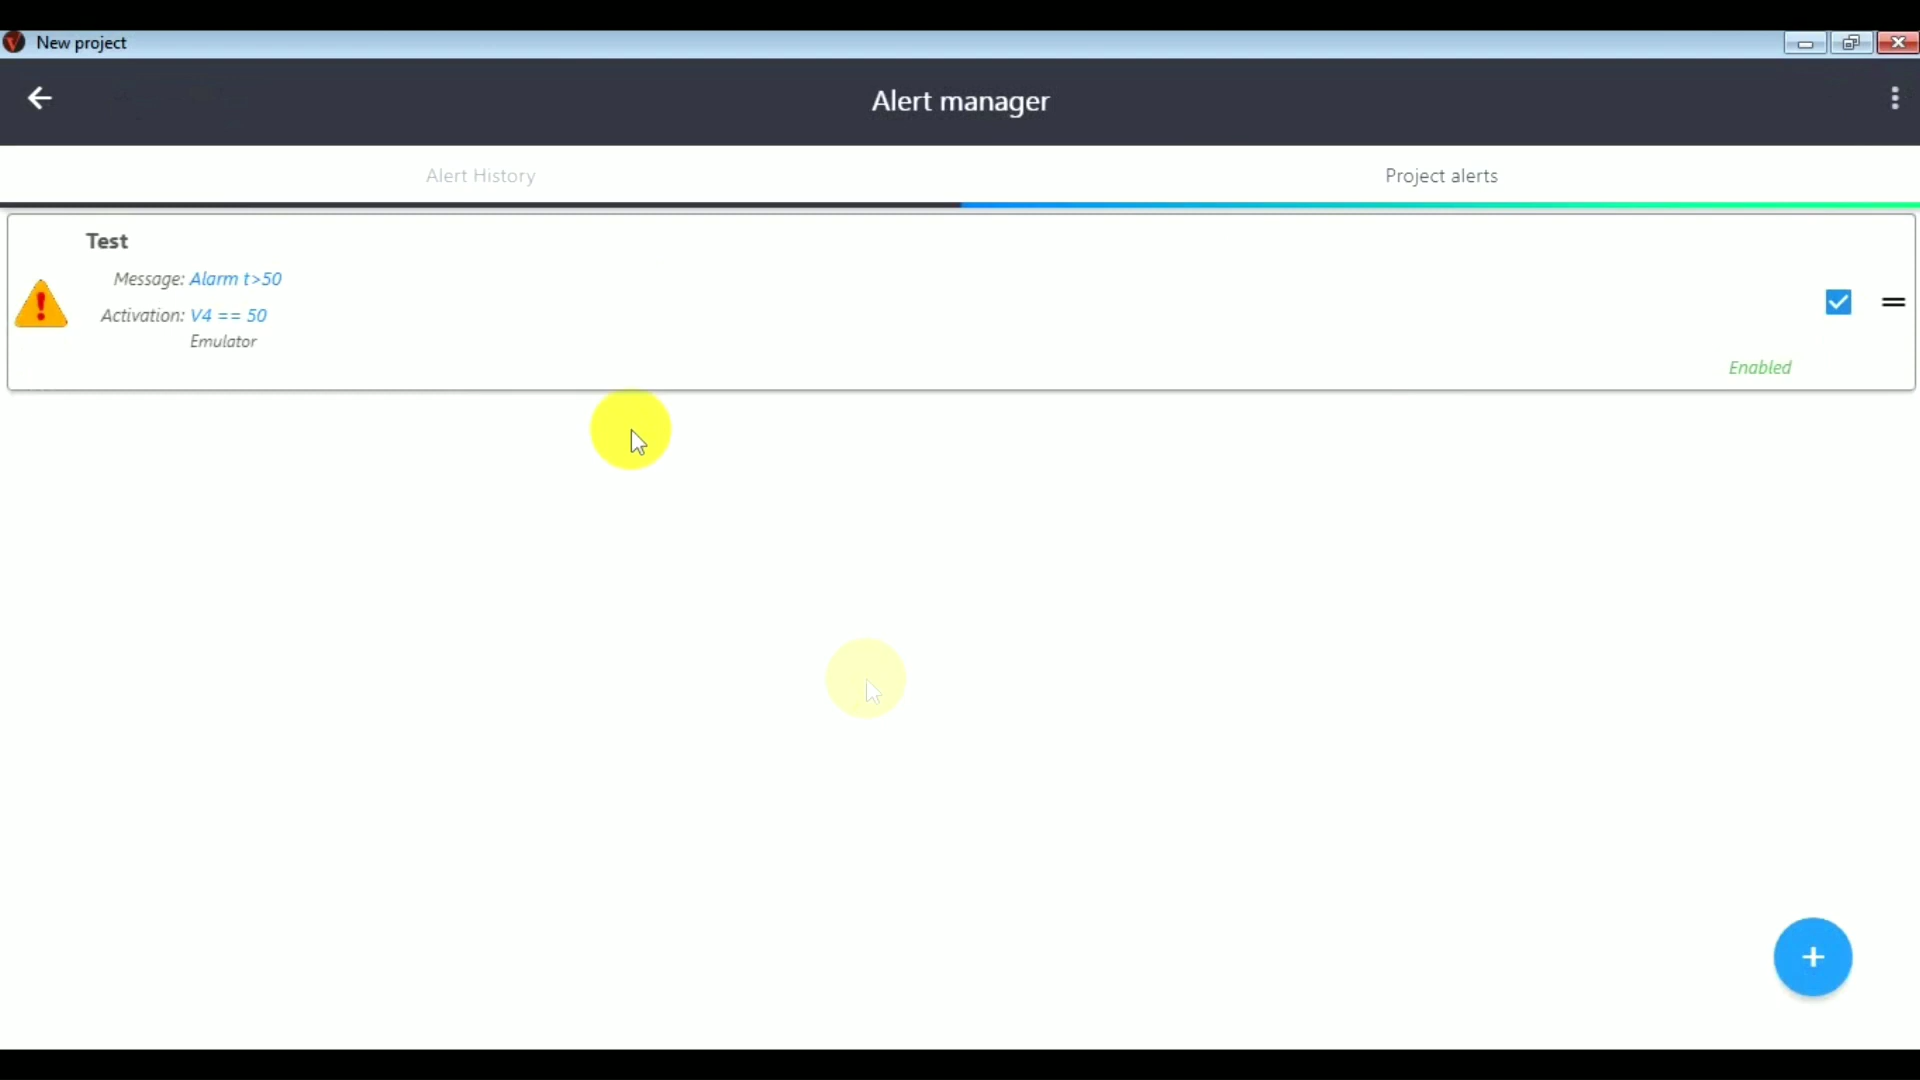 New project
Alert manager
Alert History
Project alerts
Test
Message: Alarm t>50
Activation: V4 == 50
Emulator
Enabled